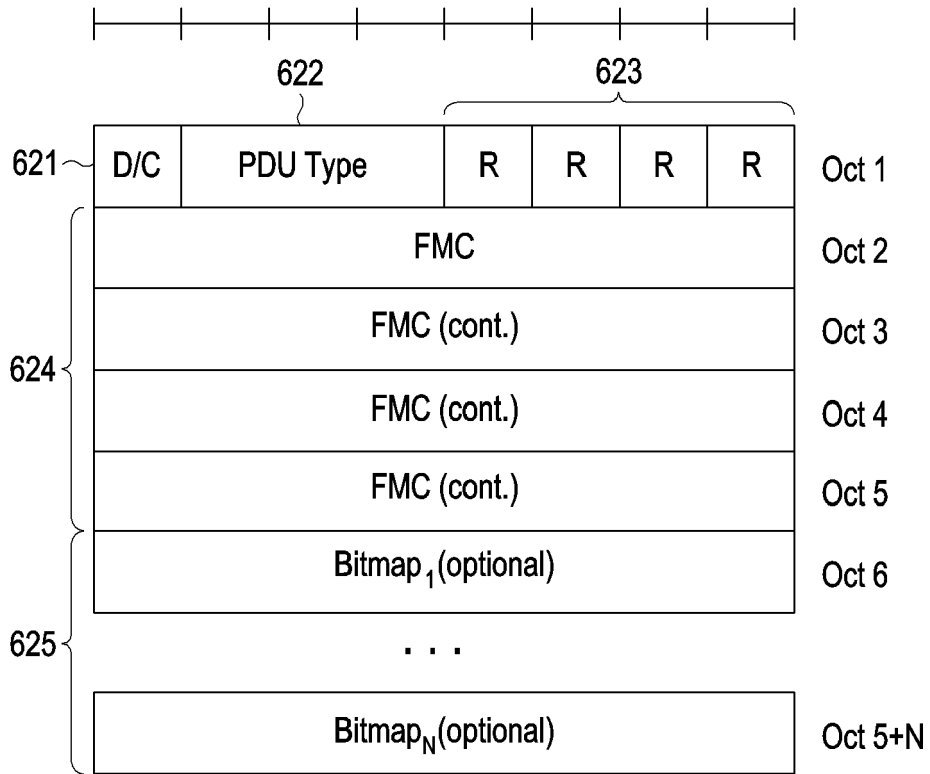 622 623
621 D/C PDU Type R R R R Oct 1
FMC Oct 2
FMC (cont.) Oct 3
624
FMC (cont.) Oct 4
FMC (cont.) Oct 5
Bitmap₁(optional) Oct 6
625
. . .
Bitmap_N(optional) Oct 5+N